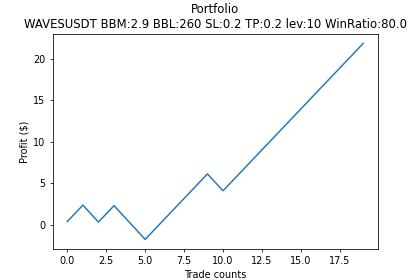 Portfolio
WAVESUSDT BBM:2.9 BBL:260 SL:0.2 TP:0.2 lev:10 WinRatio:80.0
Profit ($)
20
15
10
5
0
0.0 2.5 5.0 7.5 10.0 12.5 15.0 17.5
Trade counts